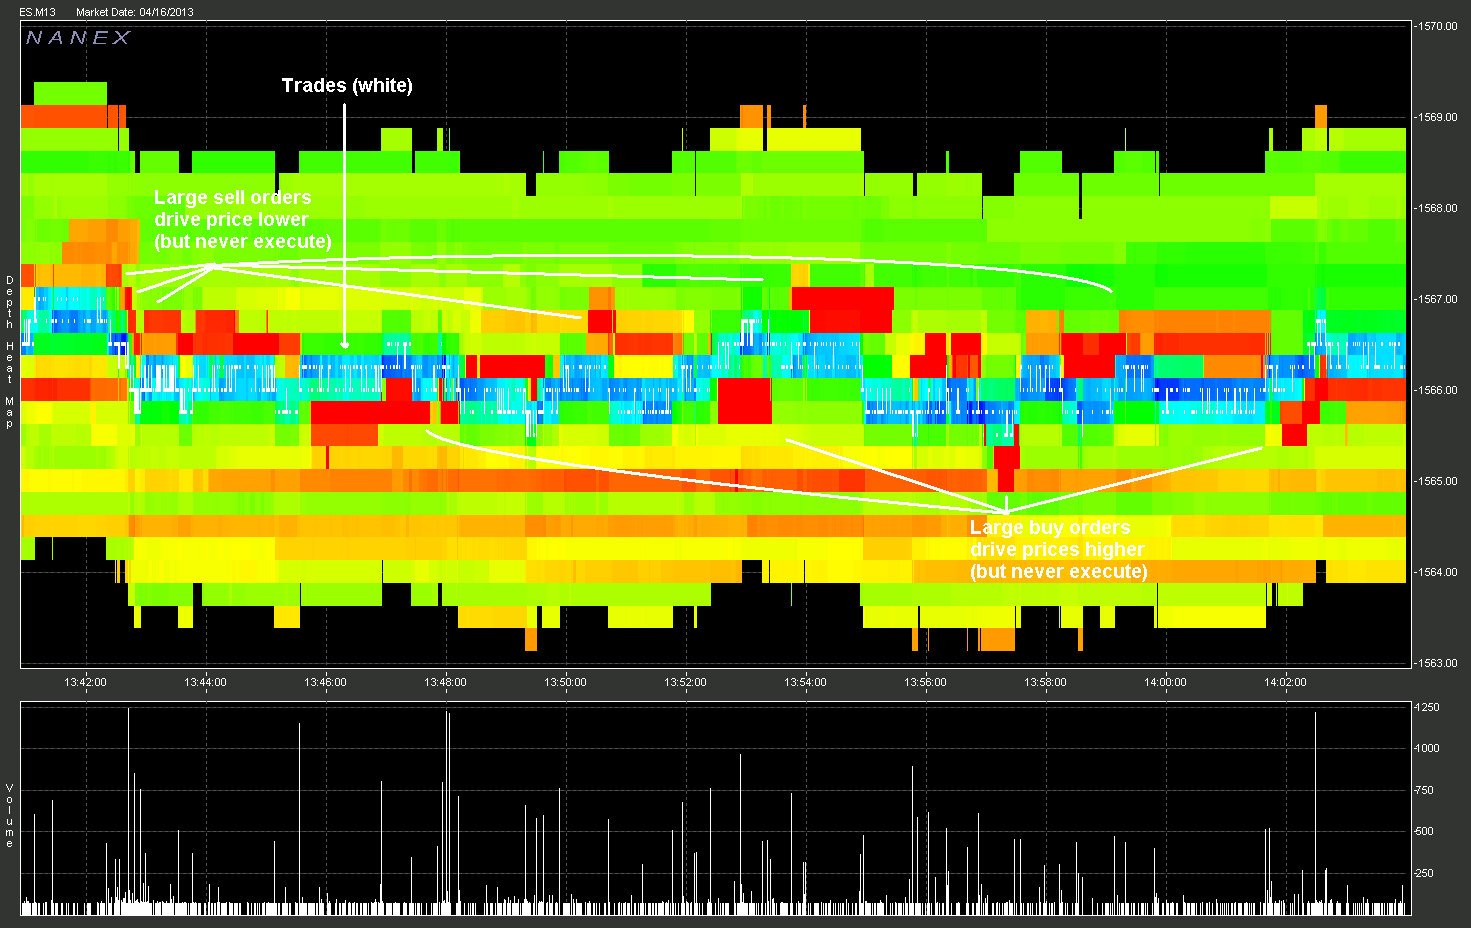 ES.M13 Market Date: 04/16/2013
NANEX
Trades (white)
Large sell orders
drive price lower
(but never execute)
Large buy orders
drive prices higher
(but never execute)
Depth Heat Map
1570.00
1569.00
1568.00
1567.00
1566.00
1565.00
1564.00
1563.00
13:42:00 13:44:00 13:46:00 13:48:00 13:50:00 13:52:00 13:54:00 13:56:00 13:58:00 14:00:00 14:02:00
Volume
1250
1000
750
500
250